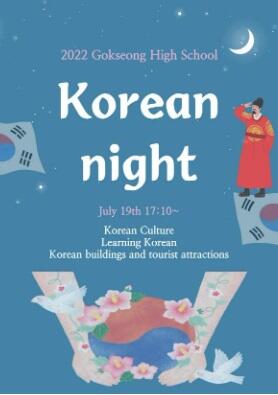 2022 Gokseong High School
Korean
night
July 19th 17:10~
Korean Culture
Learning Korean
Korean buildings and tourist attractions